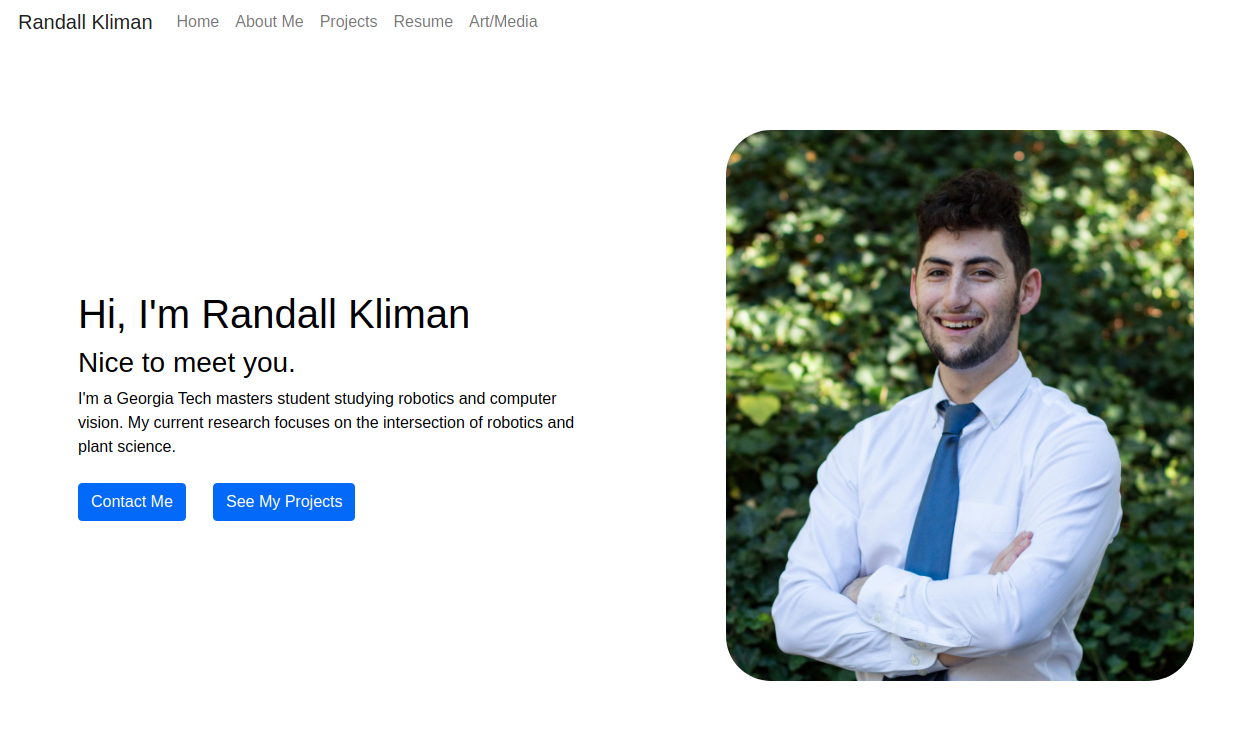 Randall Kliman Home About Me Projects Resume Art/Media
Hi, I'm Randall Kliman
Nice to meet you.
I'm a Georgia Tech masters student studying robotics and computer
vision. My current research focuses on the intersection of robotics and
plant science.
Contact Me See My Projects